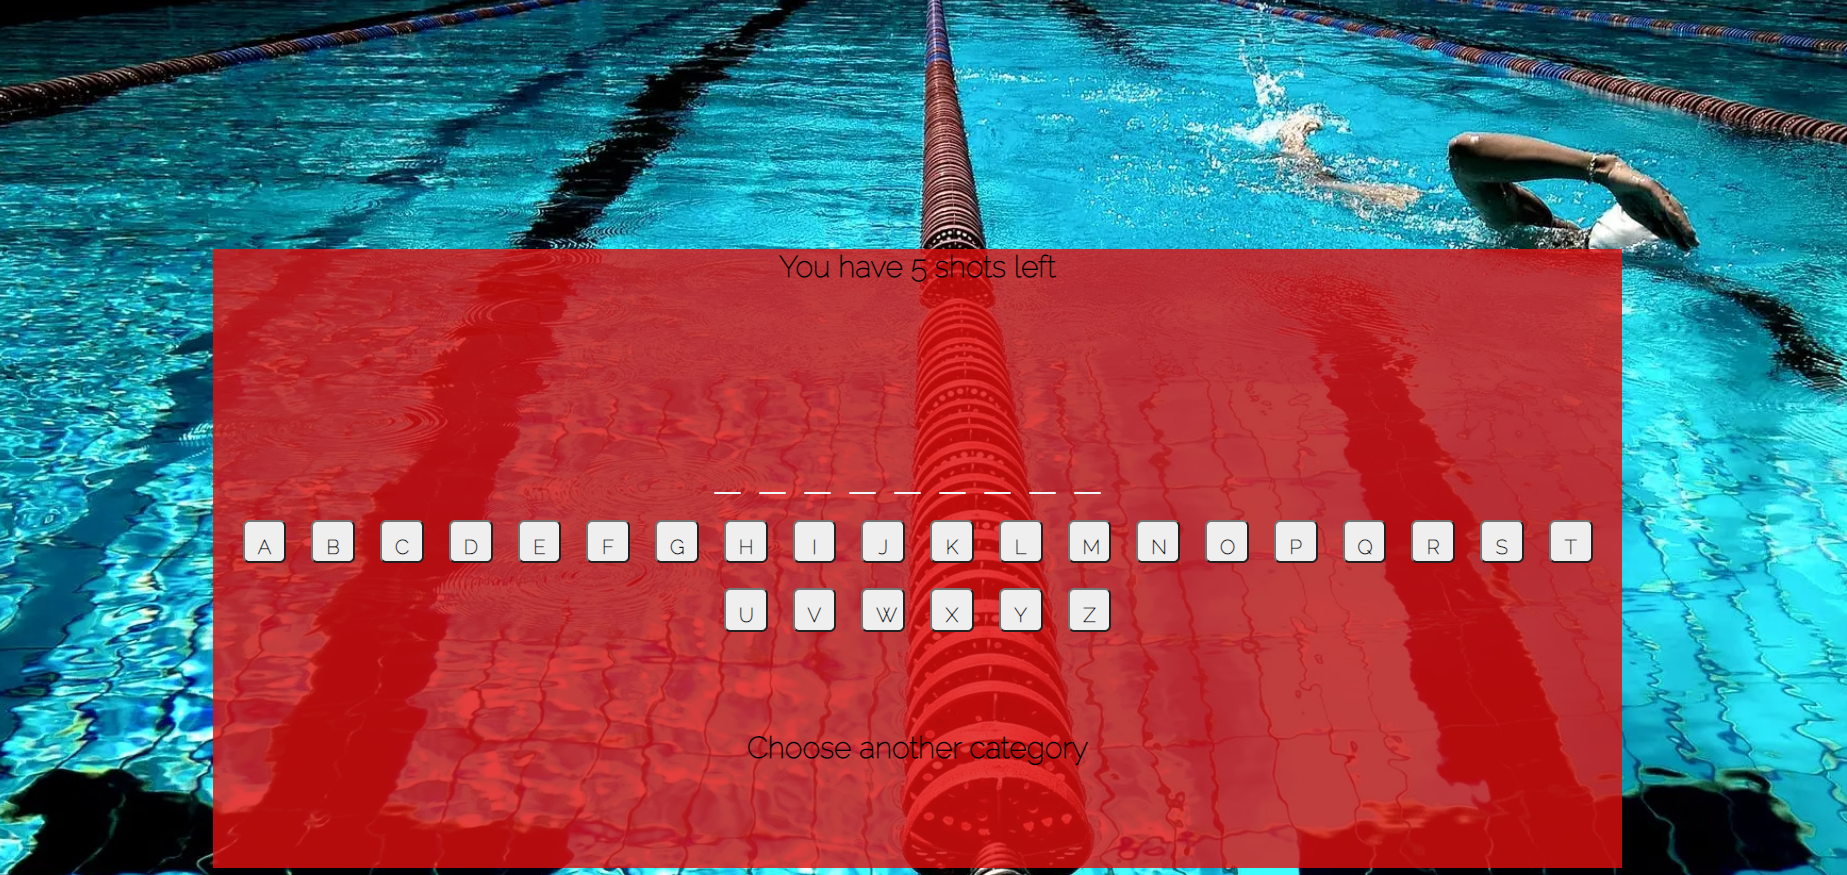 You have 5 shots left
_ _ _ _ _ _ _ _ _
A B C D E F G H I J K L M N O P Q R S T
U V W X Y Z
Choose another category